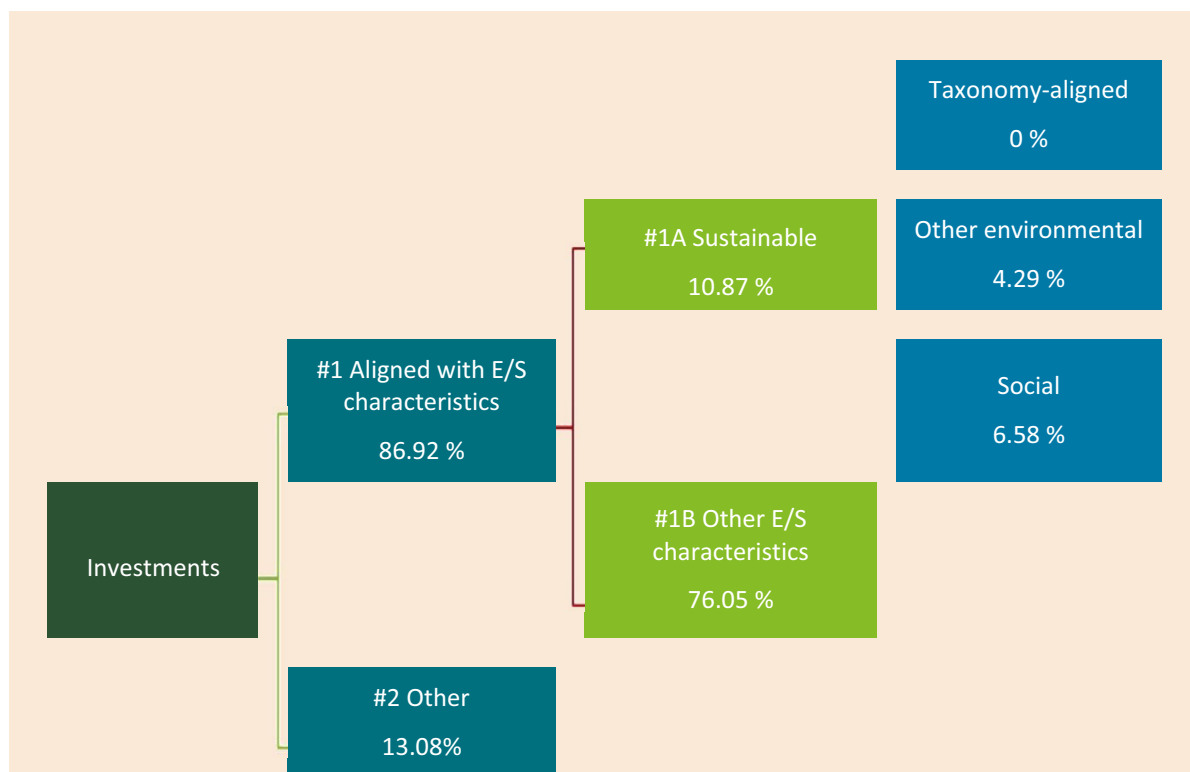 Taxonomy-aligned
0 %
#1A Sustainable
10.87 %
Other environmental
4.29 %
#1 Aligned with E/S
characteristics
86.92 %
Social
6.58 %
Investments
#1B Other E/S
characteristics
76.05 %
#2 Other
13.08%